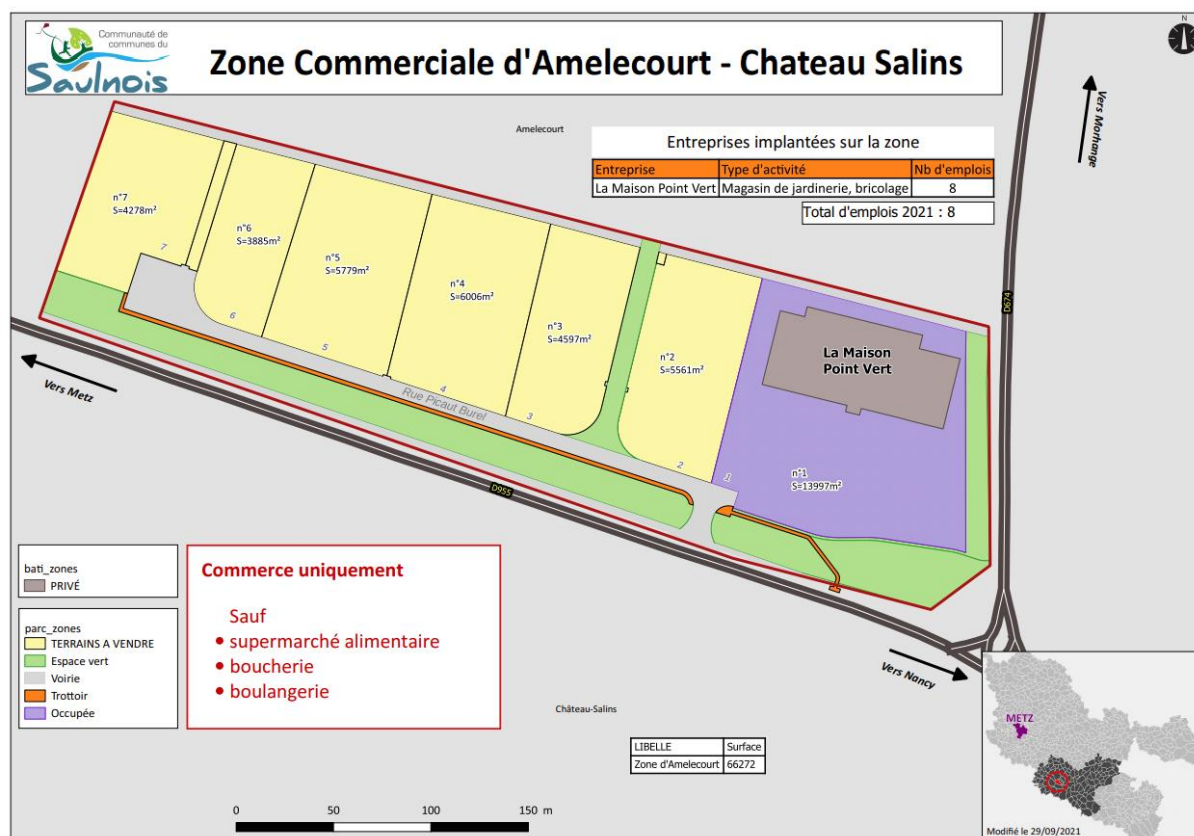 Communauté de
communes du
Saulnois
Zone Commerciale d'Amelecourt - Chateau Salins
N
Vers Morhange
Amelecourt
Entreprises implantées sur la zone
Entreprise Type d'activité Nb d'emplois
La Maison Point Vert Magasin de jardinerie, bricolage 8
Total d'emplois 2021 : 8
n°7
S=4278m²
n°6
S=3885m²
n°5
S=5779m²
n°4
S=6006m²
n°3
S=4597m²
n°2
S=5561m²
La Maison
Point Vert
n°1
S=13997m²
7
6
5
4
3
2
1
Rue Picaut Burel
D674
D955
Vers Metz
Vers Nancy
bati_zones
PRIVÉ
parc_zones
TERRAINS A VENDRE
Espace vert
Voirie
Trottoir
Occupée
Commerce uniquement
Sauf
• supermarché alimentaire
• boucherie
• boulangerie
Château-Salins
LIBELLE Surface
Zone d'Amelecourt 66272
0 50 100 150 m
METZ
Modifié le 29/09/2021